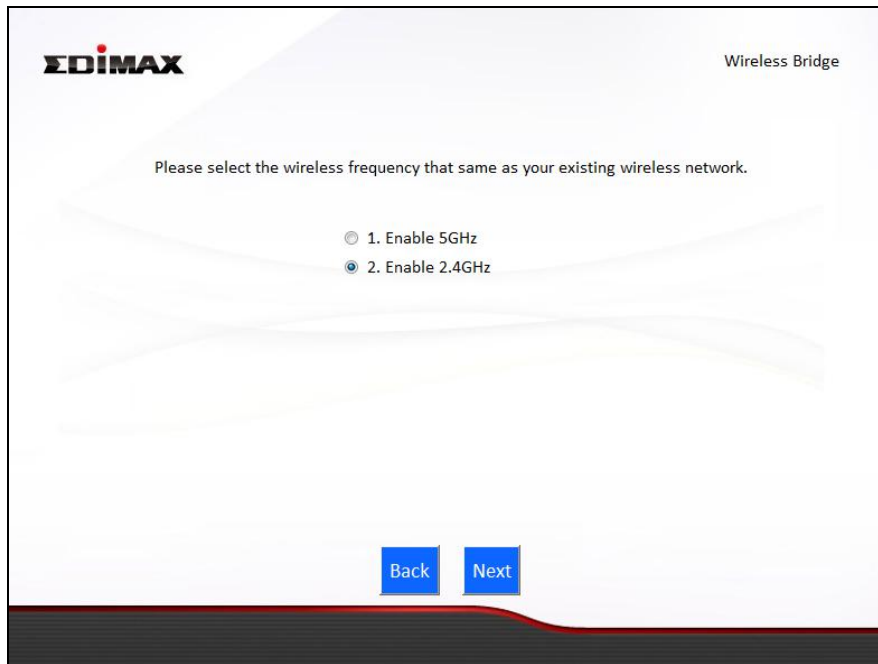 EDIMAX
Wireless Bridge
Please select the wireless frequency that same as your existing wireless network.
1. Enable 5GHz
2. Enable 2.4GHz
Back Next